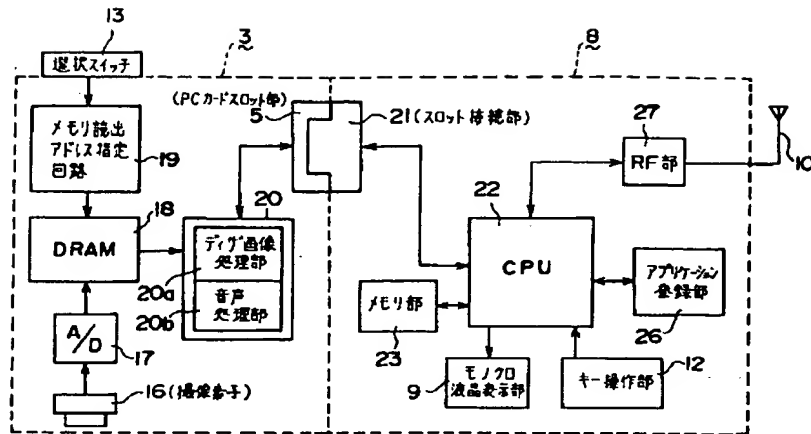 13
選択スイッチ
3
8
(PCカードスロット部)
5
21(スロット接続部)
メモリ読出
アドレス指定
回路
19
27
RF部
10
18
DRAM
20
ディジタル画像
処理部
20a
音声
処理部
20b
22
CPU
アプリケーション
登録部
26
メモリ部
23
A/D
17
モノクロ
液晶表示部
9
キー操作部
12
16(撮像素子)